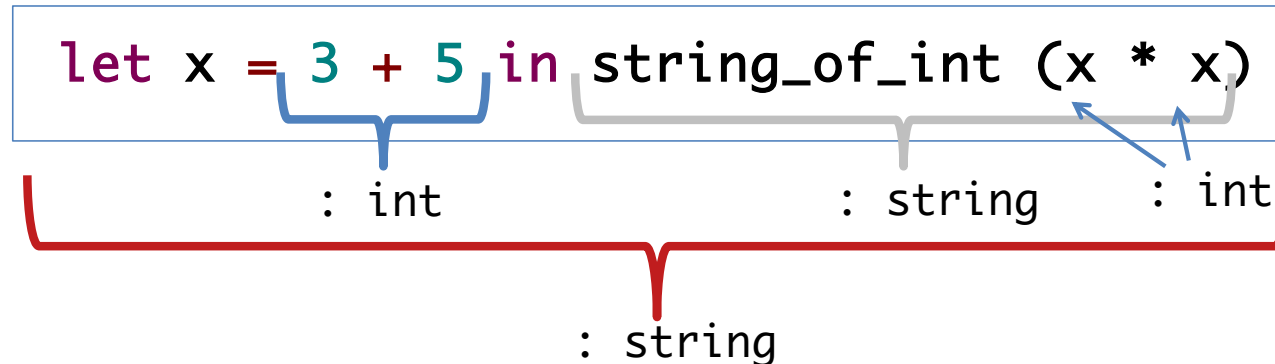 let x = 3 + 5 in string_of_int (x * x)
: int : string : int
: string